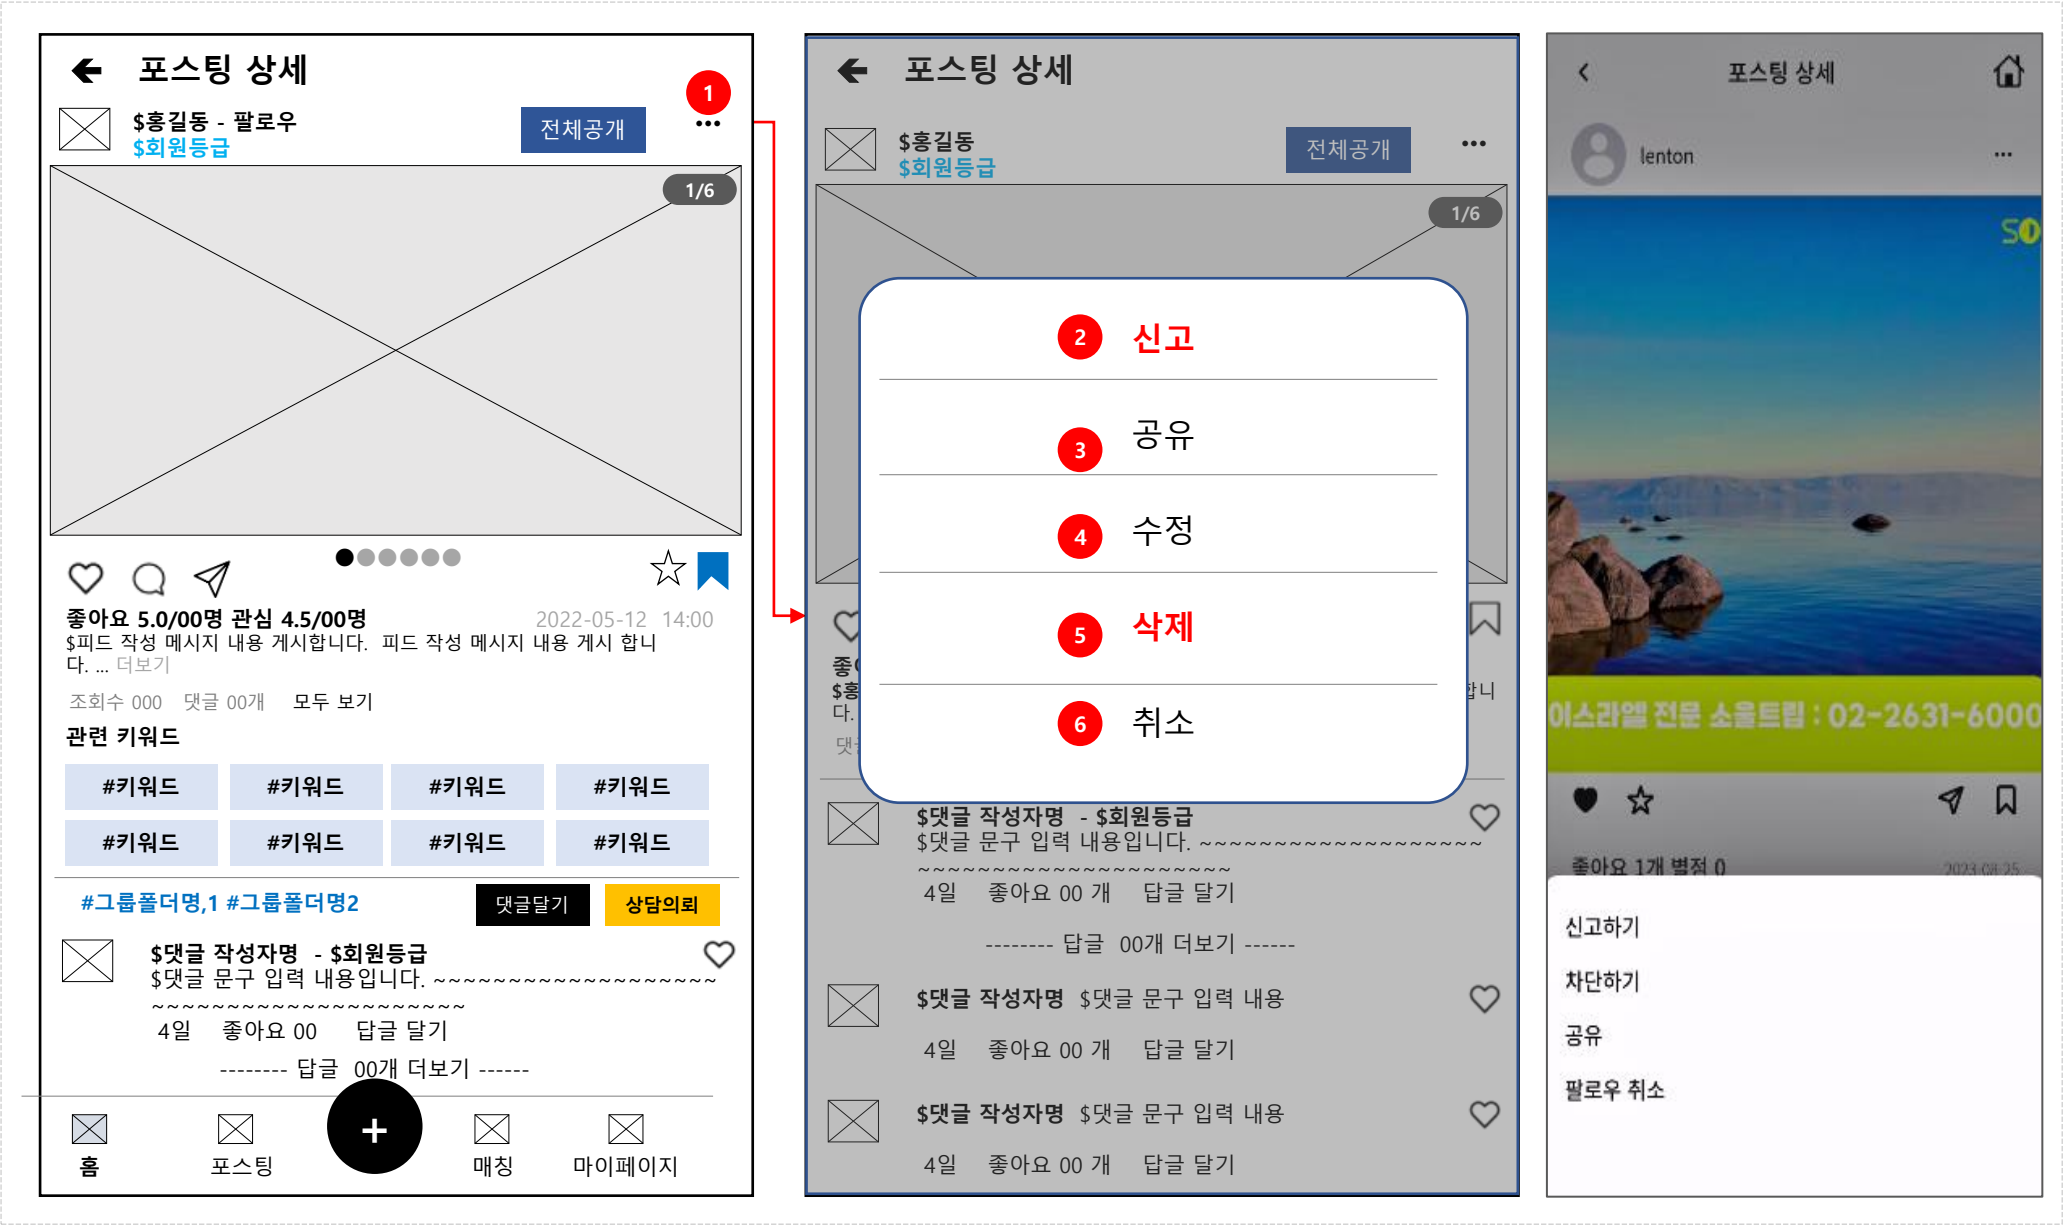 포스팅 상세
1
$홍길동 - 팔로우
$회원등급
전체공개
1/6
좋아요 5.0/00명 관심 4.5/00명
2022-05-12 14:00
$피드 작성 메시지 내용 게시합니다. 피드 작성 메시지 내용 게시 합니
다. ... 더보기
조회수 000 댓글 00개 모두 보기
관련 키워드
#키워드 #키워드 #키워드 #키워드
#키워드 #키워드 #키워드 #키워드
#그룹폴더명,1 #그룹폴더명2
댓글달기
상담의뢰
$댓글 작성자명 - $회원등급
$댓글 문구 입력 내용입니다. ~~~~~~~~~~~~~~~~~~~
~~~~~~~~~~~~~~~~~~~~~
4일 좋아요 00 답글 달기
-------- 답글 00개 더보기 ------
+
홈 포스팅 매칭 마이페이지
포스팅 상세
$홍길동
$회원등급
전체공개
1/6
2 신고
3 공유
4 수정
5 삭제
6 취소
$홍
합니
다.
$댓글 작성자명 - $회원등급
$댓글 문구 입력 내용입니다. ~~~~~~~~~~~~~~~~~~~
~~~~~~~~~~~~~~~~~~~~~
4일 좋아요 00 개 답글 달기
-------- 답글 00개 더보기 ------
$댓글 작성자명 $댓글 문구 입력 내용
4일 좋아요 00 개 답글 달기
$댓글 작성자명 $댓글 문구 입력 내용
4일 좋아요 00 개 답글 달기
포스팅 상세
lenton
이스라엘 전문 소울트립 : 02-2631-6000
좋아요 1개 별점 0
2023.08.25
신고하기
차단하기
공유
팔로우 취소